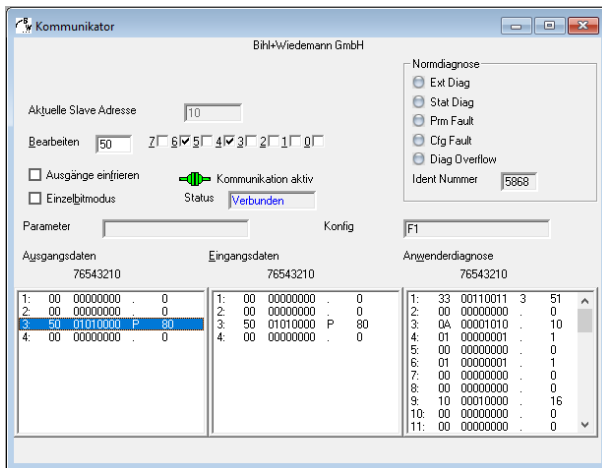 Kommunikator
Bihl+Wiedemann GmbH
Normdiagnose
Ext Diag
Stat Diag
Prm Fault
Cfg Fault
Diag Overflow
Ident Nummer 5868
Aktuelle Slave Adresse 10
Bearbeiten 50 7 6 5 4 3 2 1 0
Ausgänge einfrieren
Kommunikation aktiv
Einzelbitmodus
Status Verbunden
Parameter
Konfig F1
Ausgangsdaten
76543210
1: 00 00000000 . 0
2: 00 00000000 . 0
3: 50 01010000 P 80
4: 00 00000000 . 0
Eingangsdaten
76543210
1: 00 00000000 . 0
2: 00 00000000 . 0
3: 50 01010000 P 80
4: 00 00000000 . 0
Anwenderdiagnose
76543210
1: 33 00110011 3 51
2: 00 00000000 . 0
3: 0A 00001010 . 10
4: 01 00000001 . 1
5: 00 00000000 . 0
6: 01 00000001 . 1
7: 00 00000000 . 0
8: 00 00000000 . 0
9: 10 00010000 . 16
10: 00 00000000 . 0
11: 00 00000000 . 0